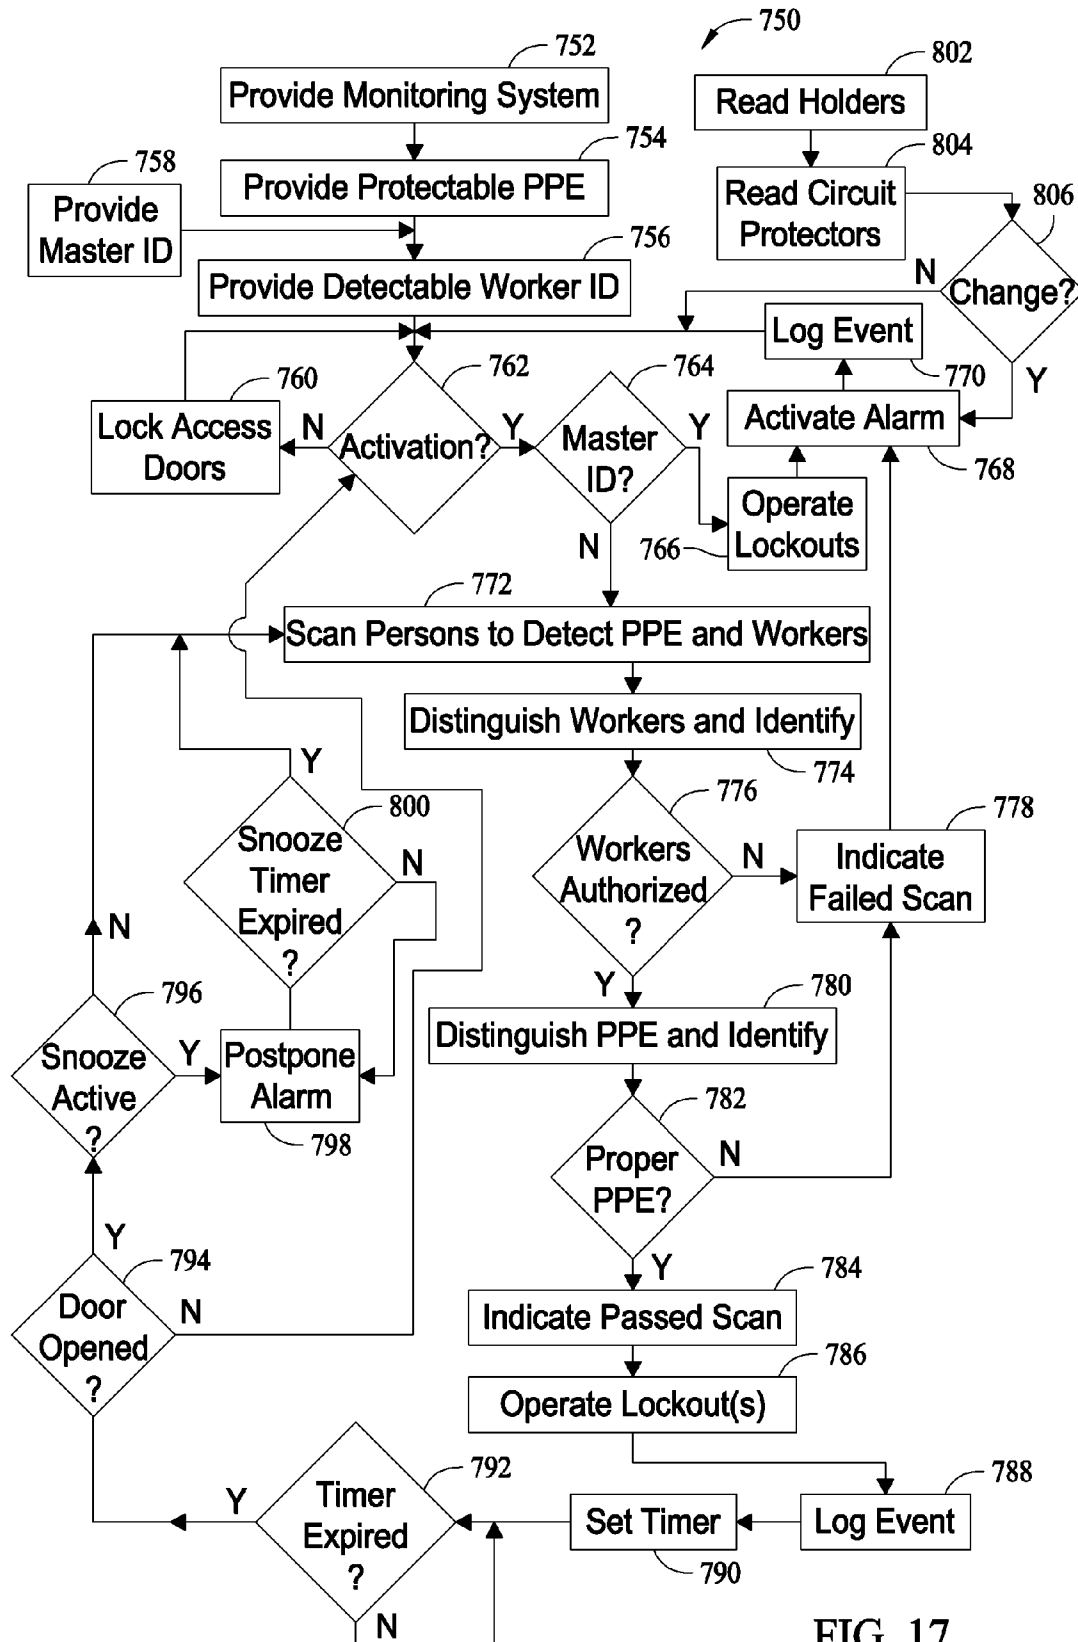 750
752
Provide Monitoring System
802
Read Holders
754
Provide Protectable PPE
804
Read Circuit
Protectors
758
Provide
Master ID
806
Change?
N
Y
756
Provide Detectable Worker ID
Log Event
770
760
Lock Access
Doors
N
762
Activation?
Y
764
Master
ID?
Y
N
Activate Alarm
768
Operate
Lockouts
766
772
Scan Persons to Detect PPE and Workers
Distinguish Workers and Identify
774
Y
800
Snooze
Timer
Expired
?
N
776
Workers
Authorized
?
N
Y
778
Indicate
Failed Scan
N
796
Snooze
Active
?
Y
Postpone
Alarm
798
780
Distinguish PPE and Identify
782
Proper
PPE?
N
Y
Y
794
Door
Opened
?
N
784
Indicate Passed Scan
786
Operate Lockout(s)
Y
792
Timer
Expired
?
N
Set Timer
790
788
Log Event
FIG. 17